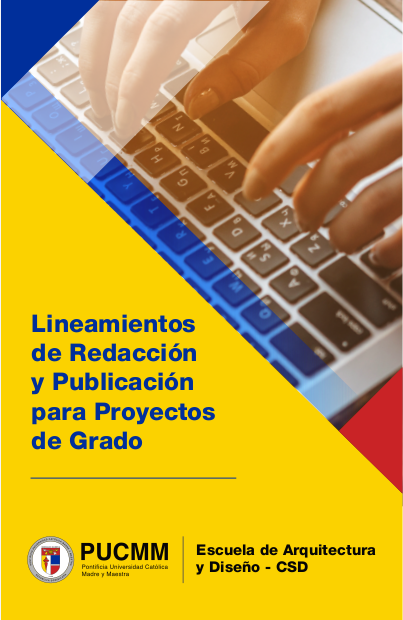 Lineamientos
de Redacción
y Publicación
para Proyectos
de Grado
PUCMM
Pontificia Universidad Católica
Madre y Maestra
Escuela de Arquitectura
y Diseño - CSD